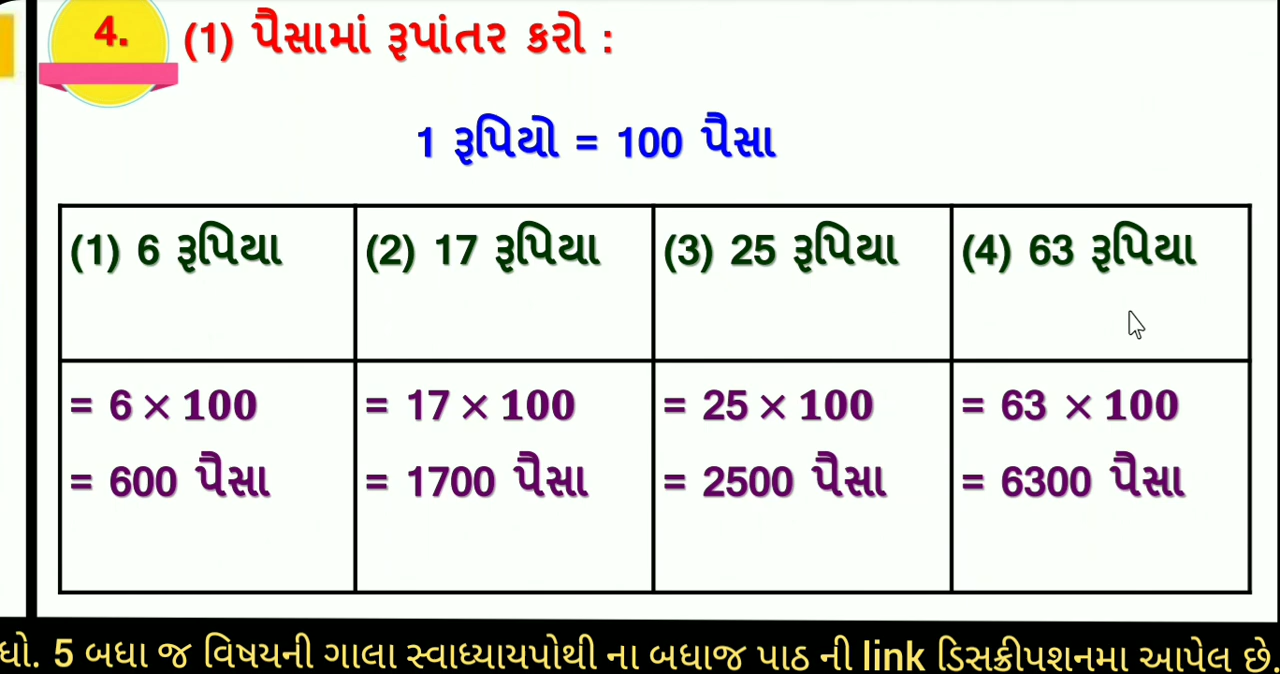 4. (1) પૈસામાં રૂપાંતર કરો :
1 રૂપિયો = 100 પૈસા
(1) 6 રૂપિયા (2) 17 રૂપિયા (3) 25 રૂપિયા (4) 63 રૂપિયા
= 6 × 100 = 17 × 100 = 25 × 100 = 63 × 100
= 600 પૈસા = 1700 પૈસા = 2500 પૈસા = 6300 પૈસા
ધો. 5 બધા જ વિષયની ગાલા સ્વાધ્યાયપોથી ના બધાજ પાઠ ની link ડિસક્રીપશનમા આપેલ છે.